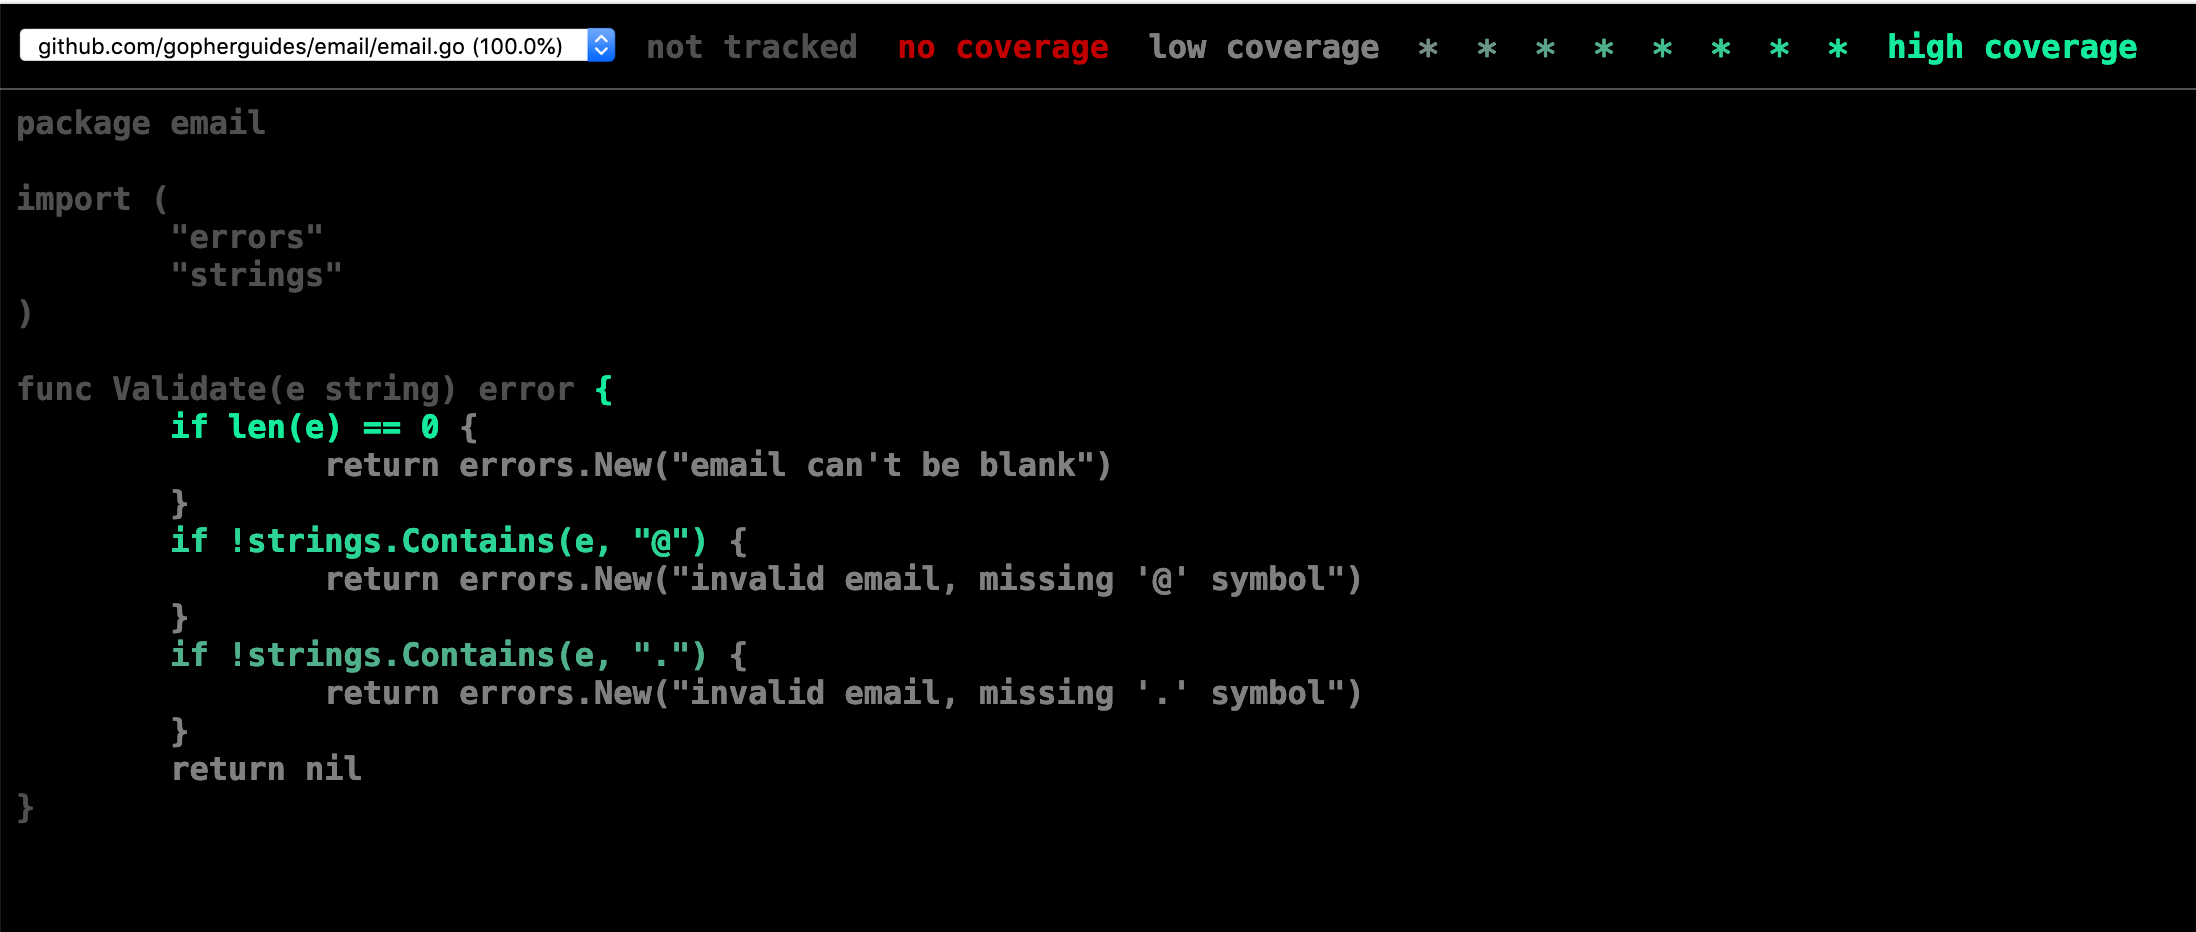 github.com/gopherguides/email/email.go (100.0%) not tracked no coverage low coverage * * * * * * * * high coverage
package email
import (
"errors"
"strings"
)
func Validate(e string) error {
if len(e) == 0 {
return errors.New("email can't be blank")
}
if !strings.Contains(e, "@") {
return errors.New("invalid email, missing '@' symbol")
}
if !strings.Contains(e, ".") {
return errors.New("invalid email, missing '.' symbol")
}
return nil
}